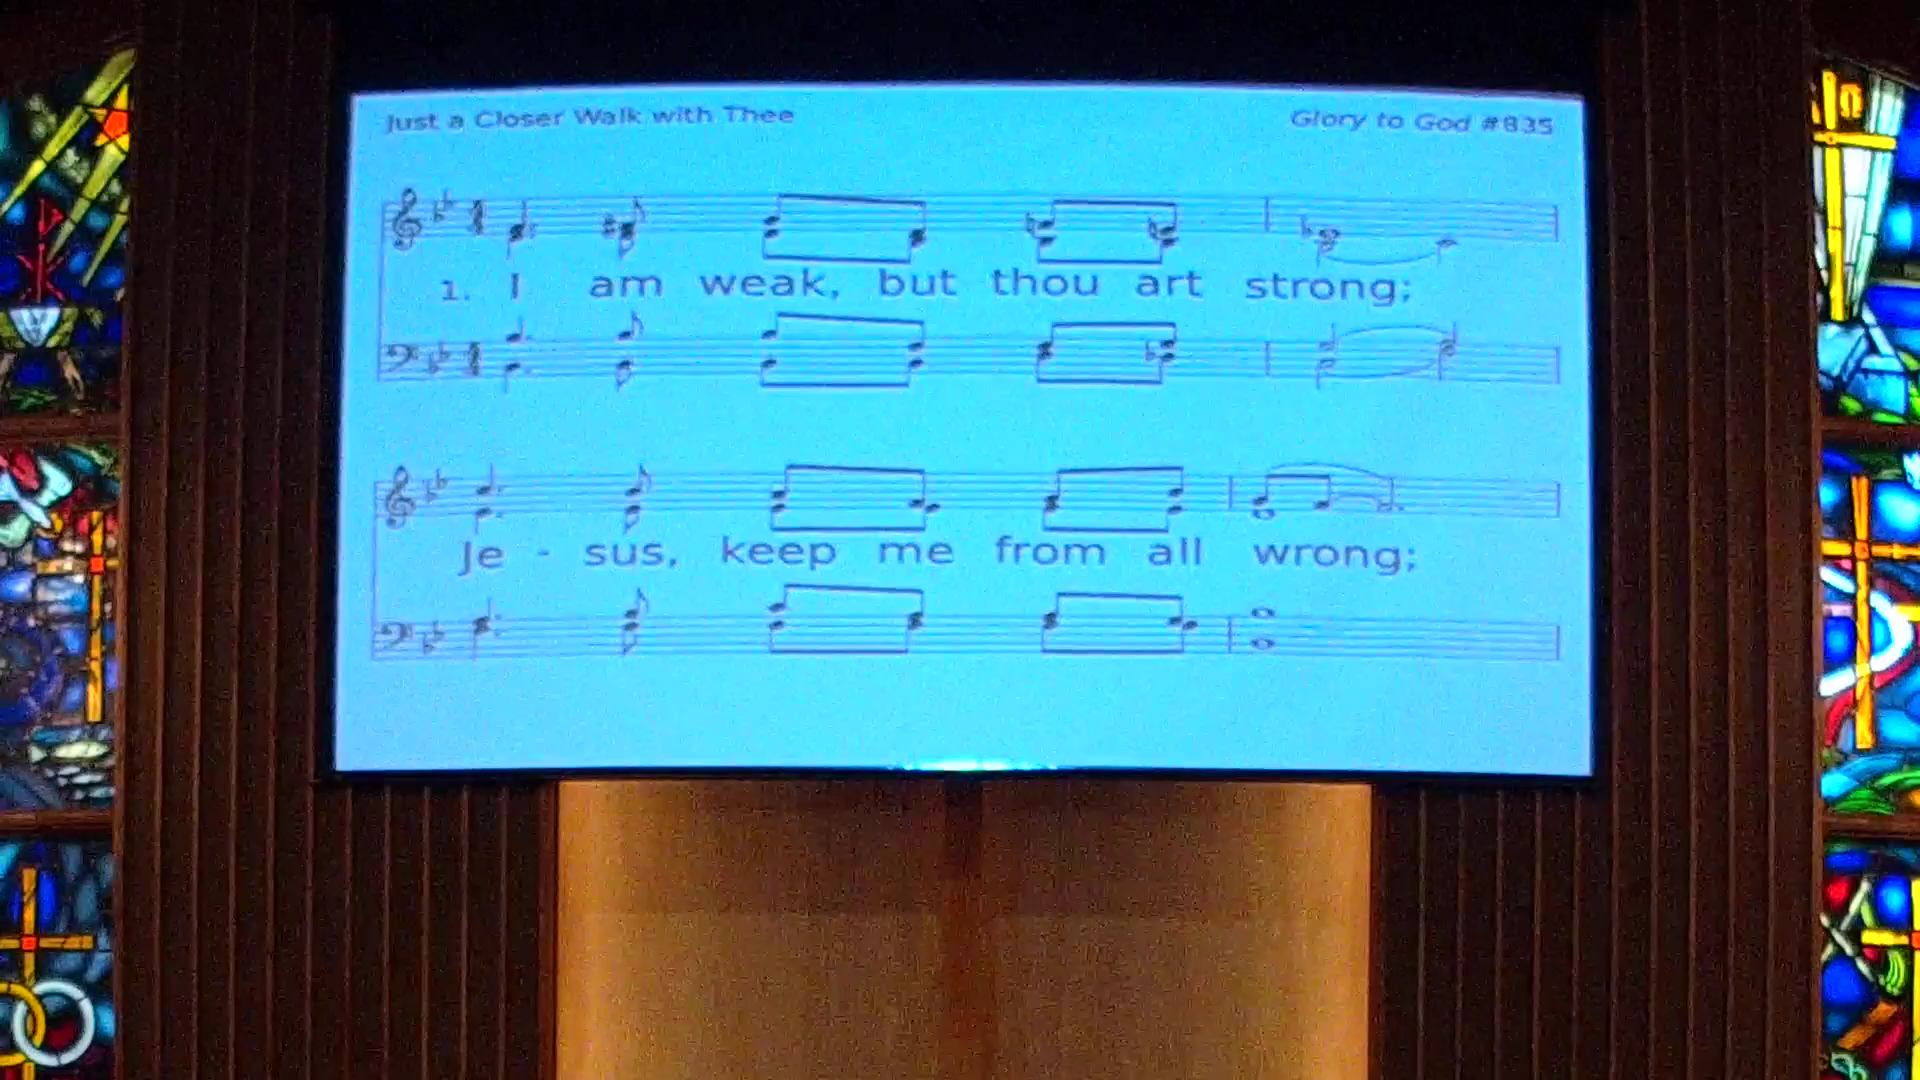 Just a Closer Walk with Thee
Glory to God #835
1. I am weak, but thou art strong;
Je - sus, keep me from all wrong;